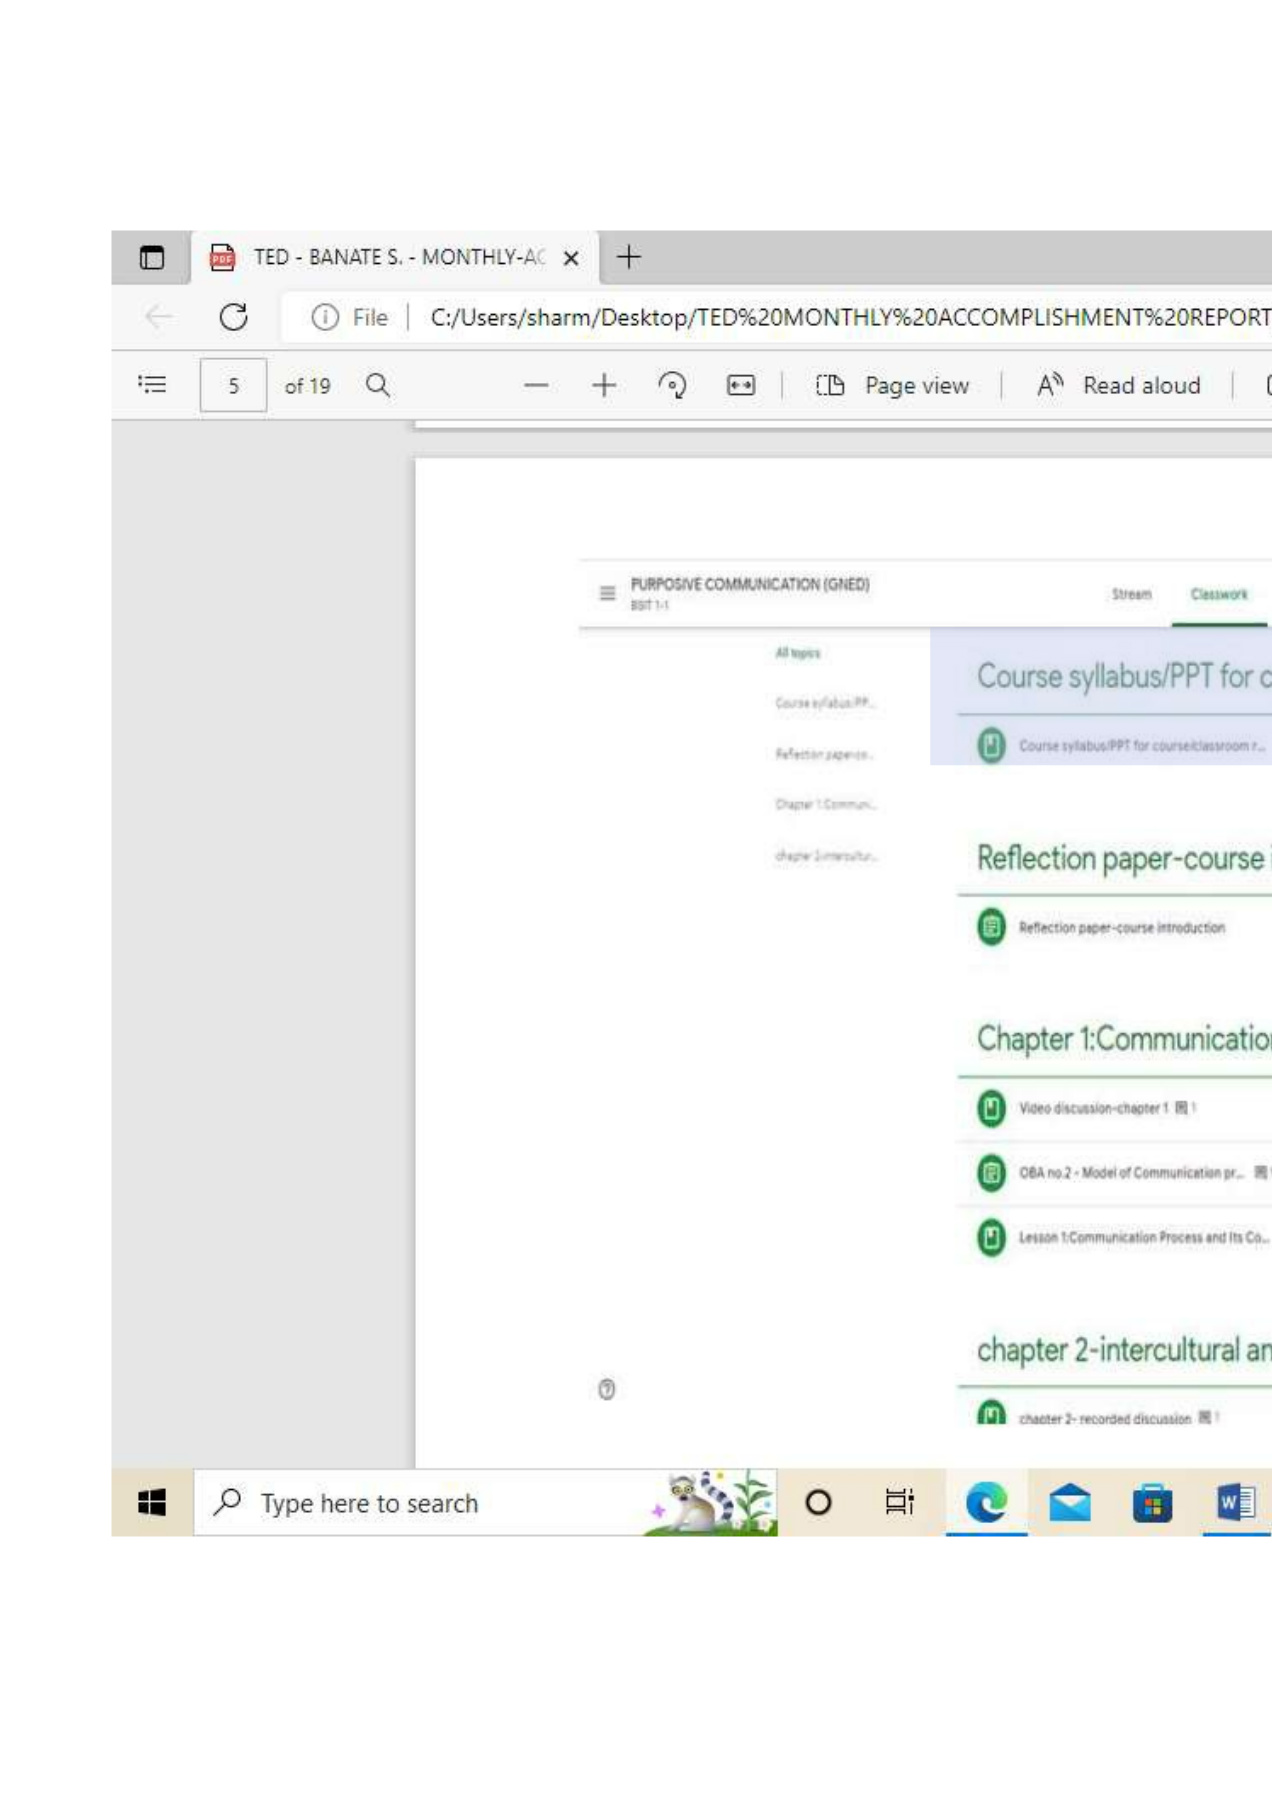 TED - BANATE S. - MONTHLY-AC
File C:/Users/sharm/Desktop/TED%20MONTHLY%20ACCOMPLISHMENT%20REPORT
5 of 19 Page view Read aloud
PURPOSIVE COMMUNICATION (GNED)
BSIT 1-1
Stream Classwork
All topics
Course syllabus/PP...
Reflection paper-co...
Chapter 1:Communi...
chapter 2-intercultur...
Course syllabus/PPT for c
Course syllabus/PPT for course/classroom r...
Reflection paper-course i
Reflection paper-course introduction
Chapter 1:Communication
Video discussion-chapter 1 1
OBA no.2 - Model of Communication pr...
Lesson 1:Communication Process and Its Co...
chapter 2-intercultural an
chapter 2- recorded discussion 1
Type here to search